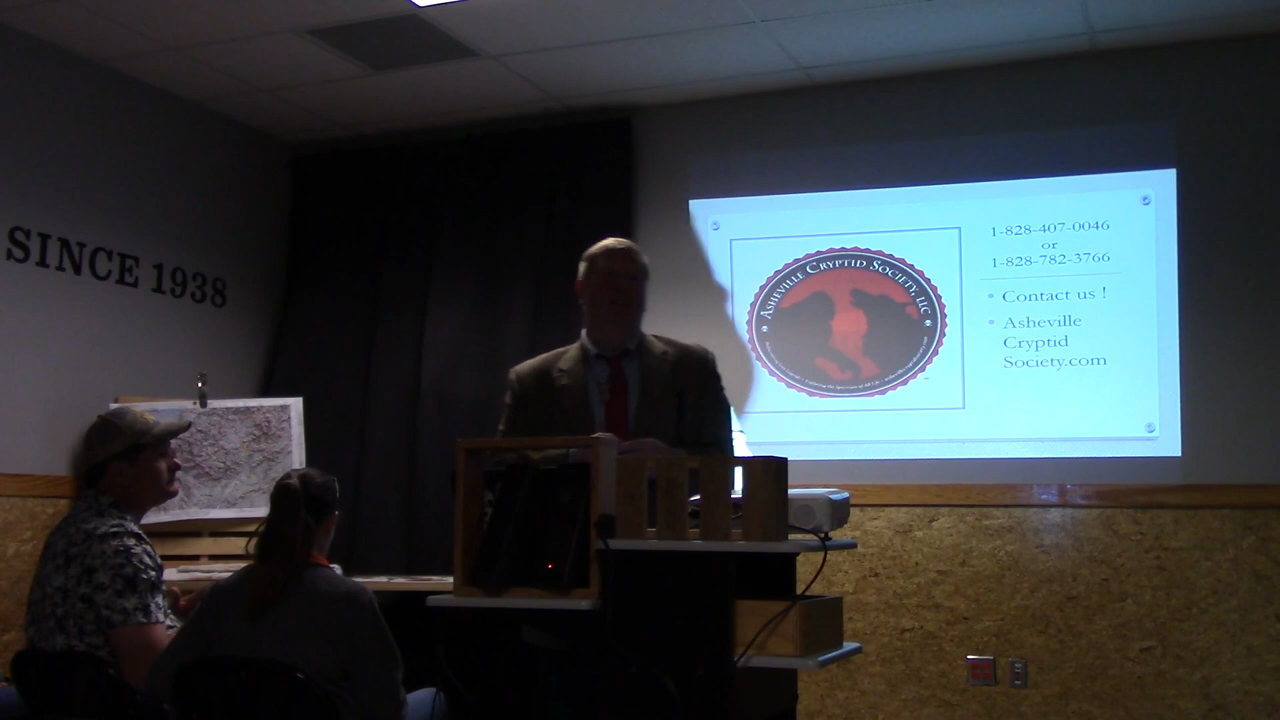 SINCE 1938
ASHEVILLE CRYPTID SOCIETY, LLC
1-828-407-0046
or
1-828-782-3766
• Contact us !
• Asheville
Cryptid
Society.com